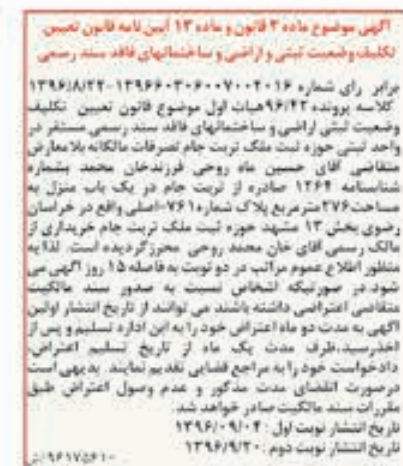 آگهی موضوع ماده ۳ قانون و ماده ۱۳ آیین نامه قانون تعیین
تکلیف وضعیت ثبتی و اراضی و ساختمانهای فاقد سند رسمی
برابر رای شماره ۱۳۹۶۶۰۳۰۶۰۰۷۰۰۲۰۱۶-۱۳۹۶/۸/۲۲
کلاسه پرونده ۹۶/۴۲ هیات اول موضوع قانون تعیین تکلیف
وضعیت ثبتی اراضی و ساختمانهای فاقد سند رسمی مستقر در
واحد ثبتی حوزه ثبت ملک تربت جام تصرفات مالکانه بلامعارض
متقاضی آقای حسین ماه روحی فرزندخان محمد بشماره
شناسنامه ۱۲۶۴ صادره از تربت جام در یک باب منزل به
مساحت ۲۷۶ مترمربع پلاک شماره ۷۶۱-اصلی واقع در خراسان
رضوی بخش ۱۳ مشهد حوزه ثبت ملک تربت جام خریداری از
مالک رسمی آقای خان محمد روحی محرزگردیده است. لذا به
منظور اطلاع عموم مراتب در دو نوبت به فاصله ۱۵ روز آگهی می
شود در صورتیکه اشخاص نسبت به صدور سند مالکیت
متقاضی اعتراضی داشته باشند می توانند از تاریخ انتشار اولین
آگهی به مدت دو ماه اعتراض خود را به این اداره تسلیم و پس از
اخذرسید،ظرف مدت یک ماه از تاریخ تسلیم اعتراض،
دادخواست خود را به مراجع قضایی تقدیم نمایند. بدیهی است
درصورت انقضای مدت مذکور و عدم وصول اعتراض طبق
مقررات سند مالکیت صادر خواهد شد.
تاریخ انتشار نوبت اول : ۱۳۹۶/۰۹/۰۴
تاریخ انتشار نوبت دوم : ۱۳۹۶/۹/۲۰
۹۶۱۷۵۶۱۰/ش